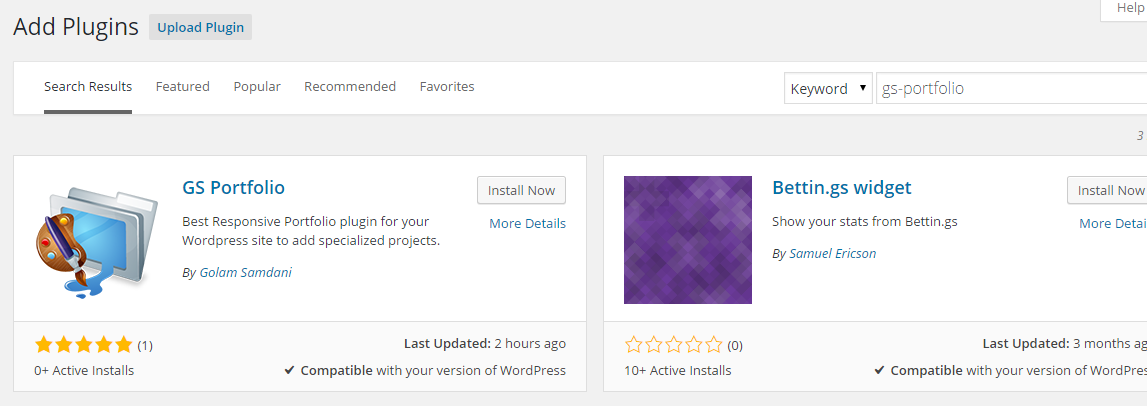 Add Plugins Upload Plugin Help
Search Results Featured Popular Recommended Favorites Keyword gs-portfolio
3
GS Portfolio
Install Now
Best Responsive Portfolio plugin for your
Wordpress site to add specialized projects.
More Details
By Golam Samdani
(1)
Last Updated: 2 hours ago
0+ Active Installs
Compatible with your version of WordPress
Bettin.gs widget
Install Now
Show your stats from Bettin.gs
More Detai
By Samuel Ericson
(0)
Last Updated: 3 months ag
10+ Active Installs
Compatible with your version of WordPress